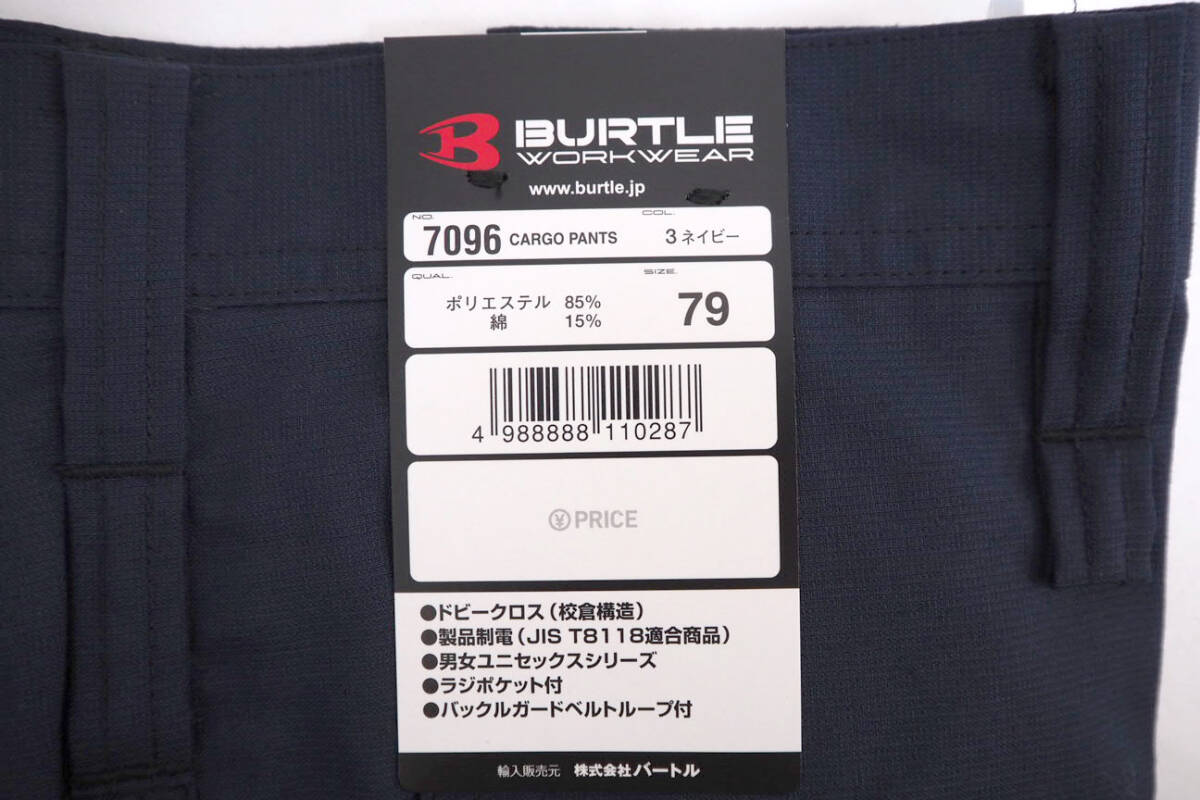 BURTLE
WORKWEAR
www.burtle.jp
NO. COL.
7096 CARGO PANTS 3 ネイビー
QUAL. SIZE.
ポリエステル 85%
綿 15%
79
4 988888 110287
¥ PRICE
●ドビークロス(校倉構造)
●製品制電(JIS T8118適合商品)
●男女ユニセックスシリーズ
●ラジポケット付
●バックルガードベルトループ付
輸入販売元 株式会社バートル